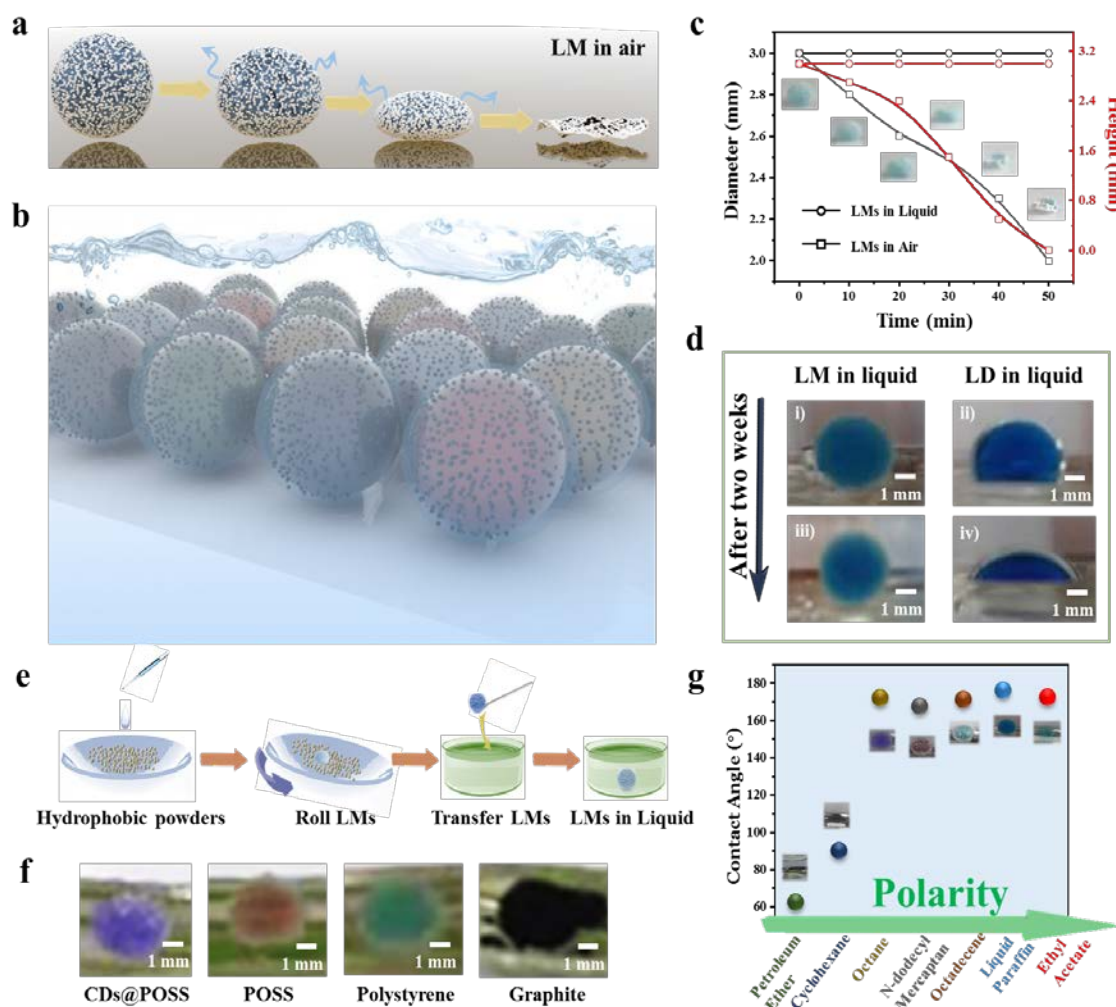 a
LM in air
b
c
3.0
2.8
2.6
2.4
2.2
2.0
Diameter (mm)
3.2
2.4
1.6
0.8
0.0
Height (mm)
LMs in Liquid
LMs in Air
0
10
20
30
40
50
Time (min)
d
LM in liquid
LD in liquid
After two weeks
i)
1 mm
ii)
1 mm
iii)
1 mm
iv)
1 mm
e
Hydrophobic powders
Roll LMs
Transfer LMs
LMs in Liquid
f
1 mm
1 mm
1 mm
1 mm
CDs@POSS
POSS
Polystyrene
Graphite
g
180
160
140
120
100
80
60
Contact Angle (°)
Polarity
Petroleum
Ether
Cyclohexane
Octane
N-dodecyl
Mercaptan
Octadecene
Liquid
Paraffin
Ethyl
Acetate